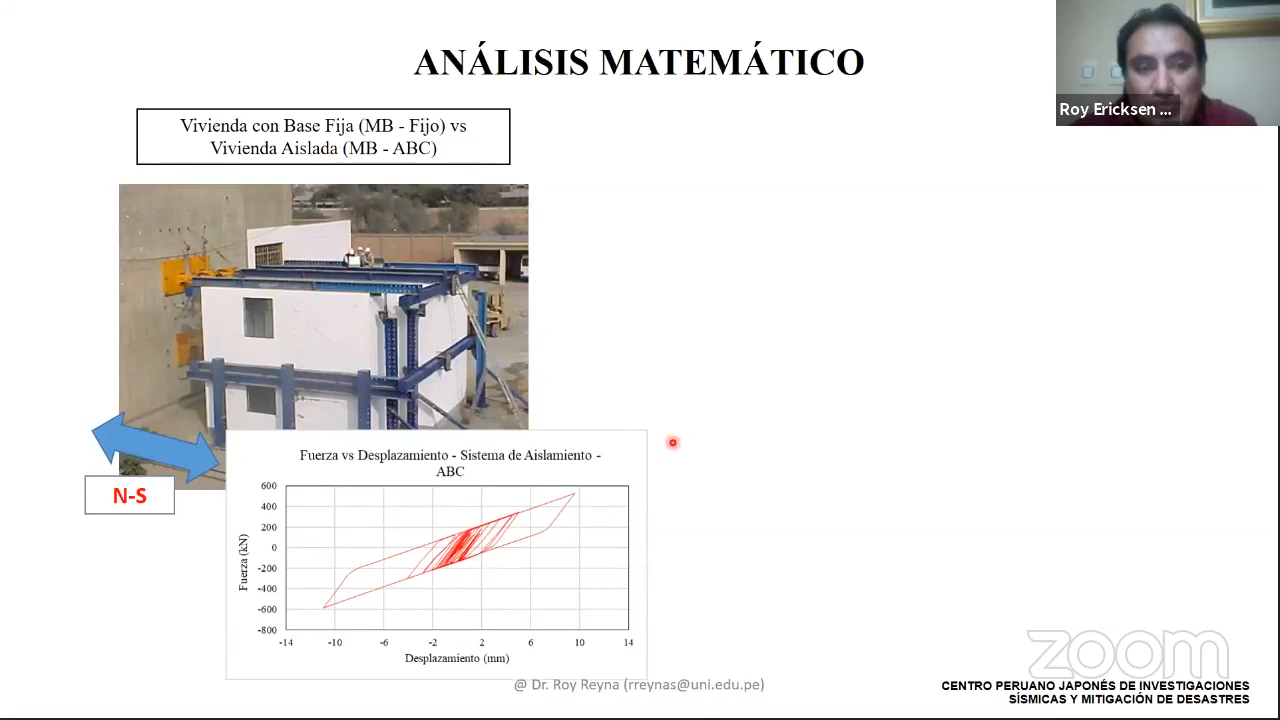 ANÁLISIS MATEMÁTICO
Roy Ericksen ...
Vivienda con Base Fija (MB - Fijo) vs
Vivienda Aislada (MB - ABC)
N-S
Fuerza vs Desplazamiento - Sistema de Aislamiento -
ABC
Fuerza (kN)
600
400
200
0
-200
-400
-600
-800
-14 -10 -6 -2 2 6 10 14
Desplazamiento (mm)
zoom
@ Dr. Roy Reyna (rreynas@uni.edu.pe)
CENTRO PERUANO JAPONÉS DE INVESTIGACIONES
SÍSMICAS Y MITIGACIÓN DE DESASTRES